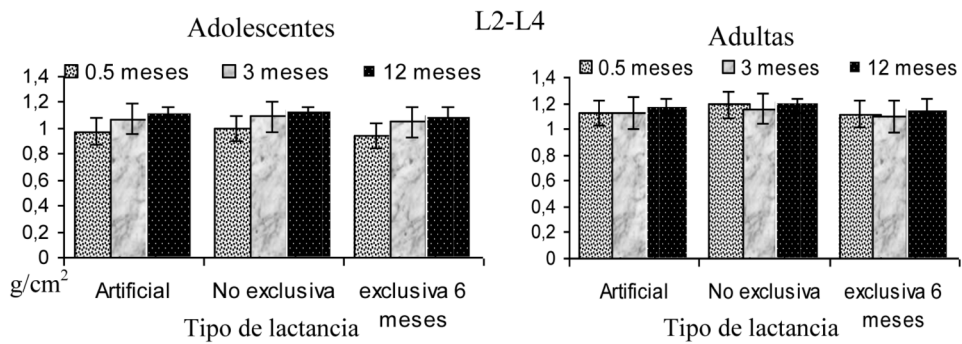 L2-L4
Adolescentes
0.5 meses 3 meses 12 meses
1,4
1,2
1
0,8
0,6
0,4
0,2
0
g/cm²
Artificial No exclusiva exclusiva 6
meses
Tipo de lactancia
Adultas
0.5 meses 3 meses 12 meses
1,4
1,2
1
0,8
0,6
0,4
0,2
0
Artificial No exclusiva exclusiva 6
meses
Tipo de lactancia